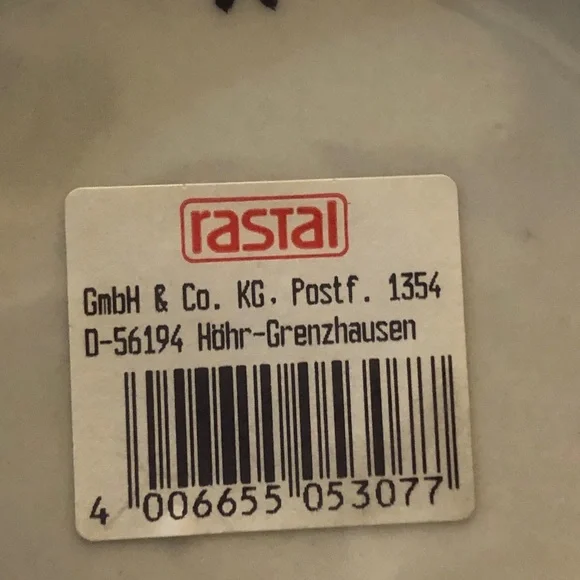 rastal
GmbH & Co. KG. Postf. 1354
D-56194 Höhr-Grenzhausen
4 006655 053077